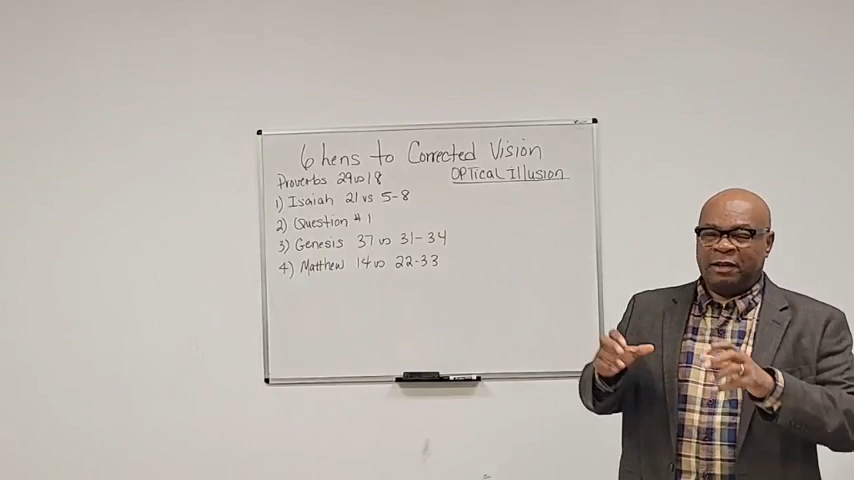 6 hens to Corrected Vision
Proverbs 29 vs 18
OPTical Illusion
1) Isaiah 21 vs 5-8
2) Question #1
3) Genesis 37 vs 31-34
4) Matthew 14 vs 22-33